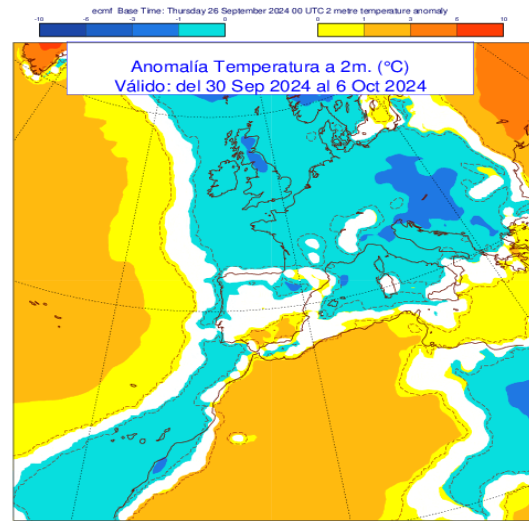 ecmf Base Time: Thursday 26 September 2024 00 UTC 2 metre temperature anomaly
-10 -6 -3 -1 0 0 1 3 6 10
Anomalía Temperatura a 2m. (°C)
Válido: del 30 Sep 2024 al 6 Oct 2024